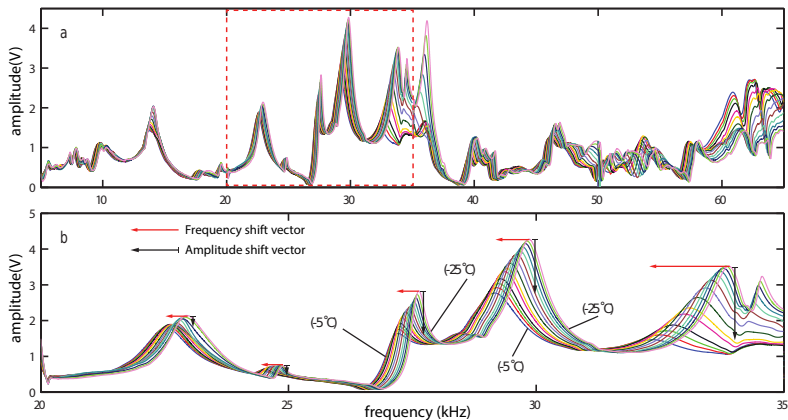 a
amplitude(V)
4
3
2
1
0
10
20
30
40
50
60
b
Frequency shift vector
Amplitude shift vector
amplitude(V)
5
4
3
2
1
0
(-5°C)
(-25°C)
(-25°C)
(-5°C)
20
25
30
35
frequency (kHz)